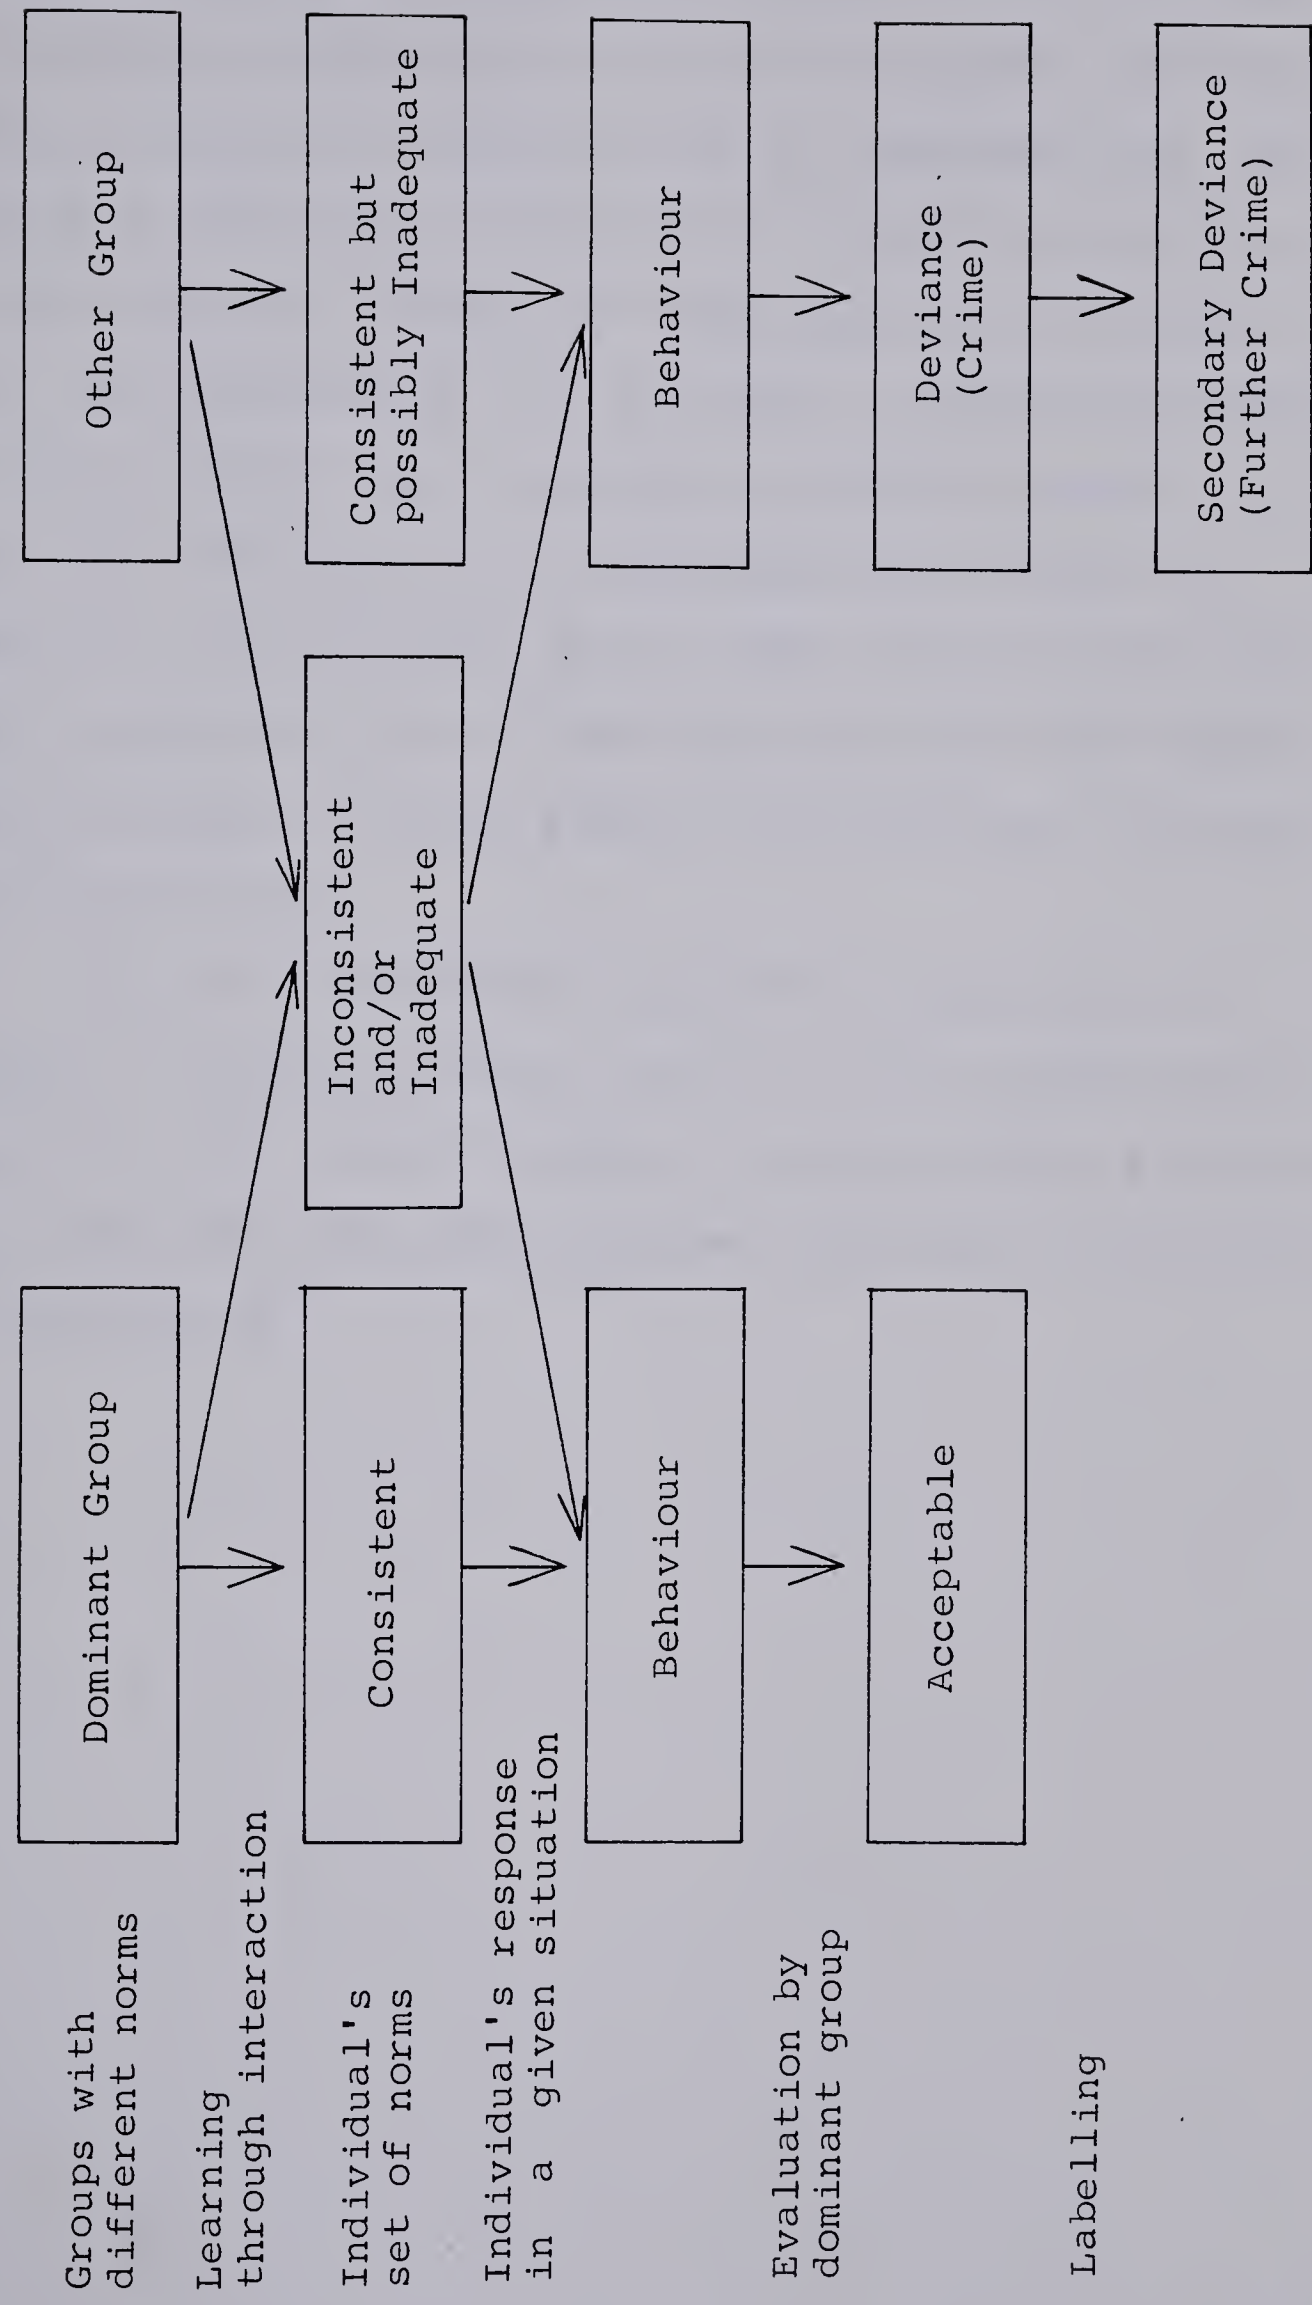 Groups with
different norms
Dominant Group
Other Group
Learning
through interaction
Individual's
set of norms
Consistent
Inconsistent
and/or
Inadequate
Consistent but
possibly Inadequate
Individual's response
in a given situation
Behaviour
Behaviour
Evaluation by
dominant group
Acceptable
Deviance
(Crime)
Labelling
Secondary Deviance
(Further Crime)